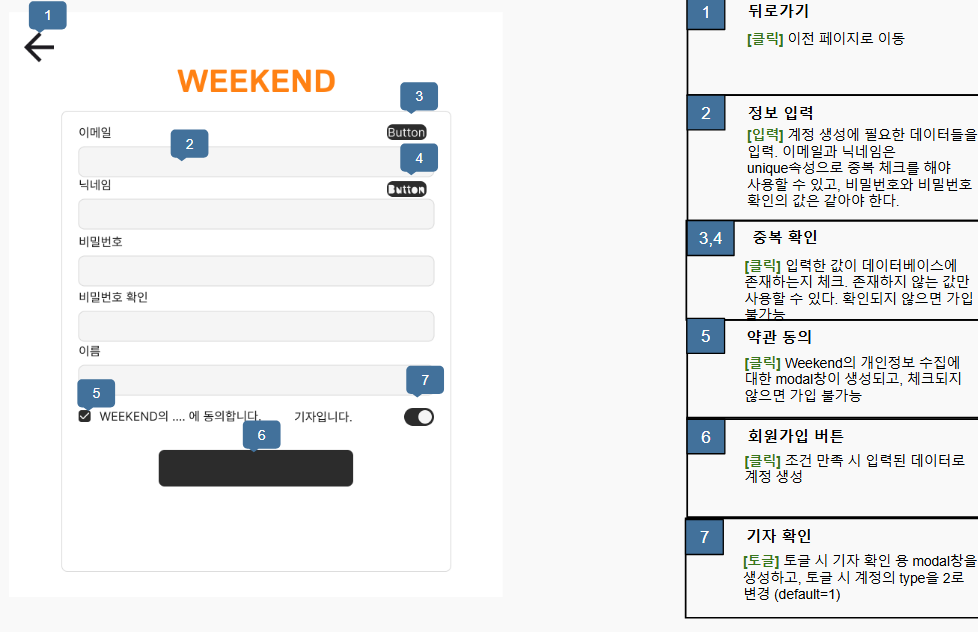 1
WEEKEND
3
이메일
Button
2
4
닉네임
Button
비밀번호
비밀번호 확인
이름
7
5
WEEKEND의 .... 에 동의합니다.
기자입니다.
6
1
뒤로가기
[클릭] 이전 페이지로 이동
2
정보 입력
[입력] 계정 생성에 필요한 데이터들을
입력. 이메일과 닉네임은
unique속성으로 중복 체크를 해야
사용할 수 있고, 비밀번호와 비밀번호
확인의 값은 같아야 한다.
3,4
중복 확인
[클릭] 입력한 값이 데이터베이스에
존재하는지 체크. 존재하지 않는 값만
사용할 수 있다. 확인되지 않으면 가입
불가능
5
약관 동의
[클릭] Weekend의 개인정보 수집에
대한 modal창이 생성되고, 체크되지
않으면 가입 불가능
6
회원가입 버튼
[클릭] 조건 만족 시 입력된 데이터로
계정 생성
7
기자 확인
[토글] 토글 시 기자 확인 용 modal창을
생성하고, 토글 시 계정의 type을 2로
변경 (default=1)